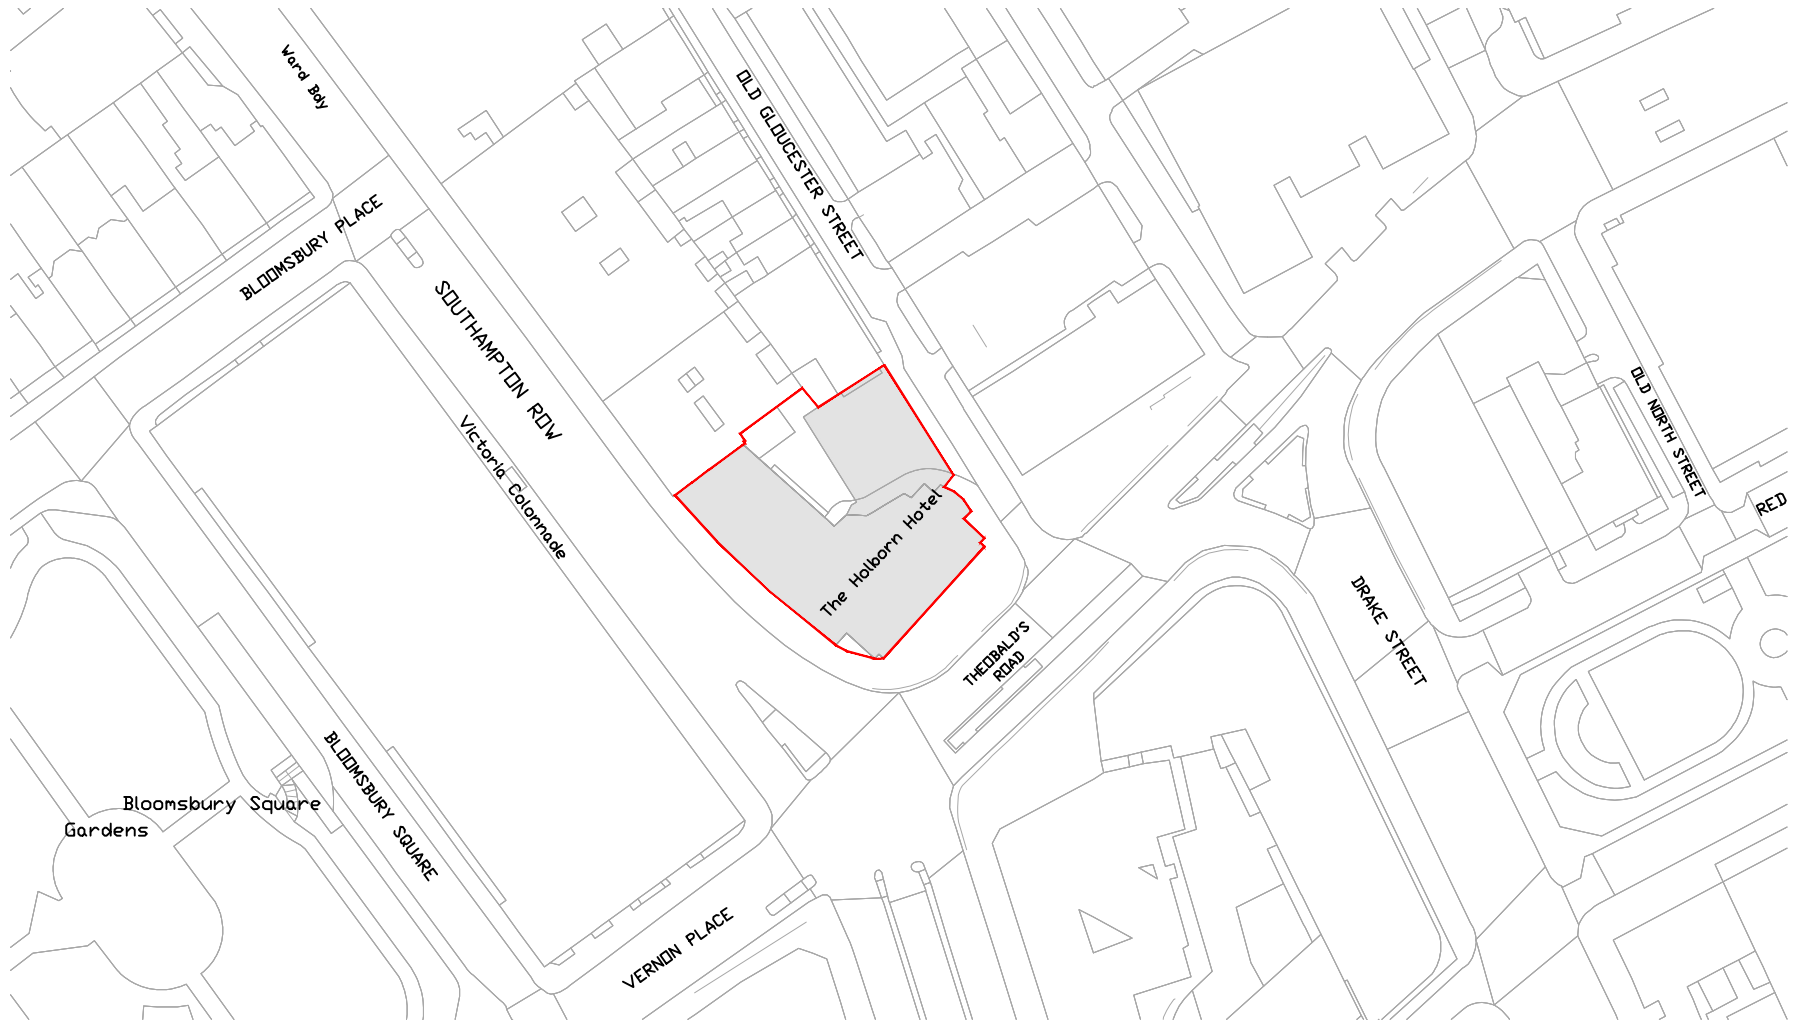 Ward Bdy
OLD GLOUCESTER STREET
BLOOMSBURY PLACE
SOUTHAMPTON ROW
Victoria Colonnade
OLD NORTH STREET
RED
The Holborn Hotel
DRAKE STREET
THEOBALD'S
ROAD
BLOOMSBURY SQUARE
Bloomsbury Square
Gardens
VERNON PLACE